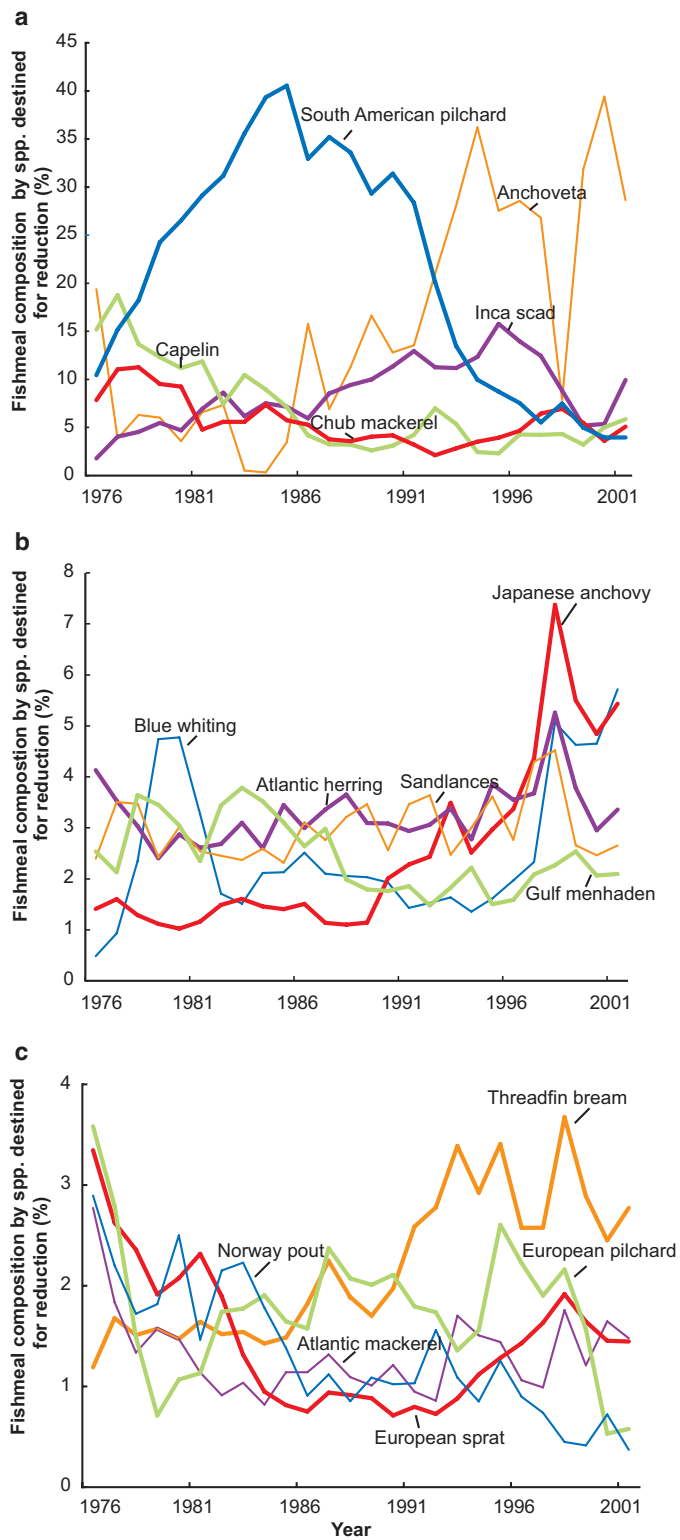 a
Fishmeal composition by spp. destined
for reduction (%)
45
40
35
30
25
20
15
10
5
0
South American pilchard
Anchoveta
Inca scad
Capelin
Chub mackerel
1976 1981 1986 1991 1996 2001
b
Fishmeal compostion by spp. destined
for reduction (%)
8
7
6
5
4
3
2
1
0
Japanese anchovy
Blue whiting
Atlantic herring
Sandlances
Gulf menhaden
1976 1981 1986 1991 1996 2001
c
Fishmeal composition by spp. destined
for reduction (%)
4
3
2
1
0
Threadfin bream
Norway pout
European pilchard
Atlantic mackerel
European sprat
1976 1981 1986 1991 1996 2001
Year